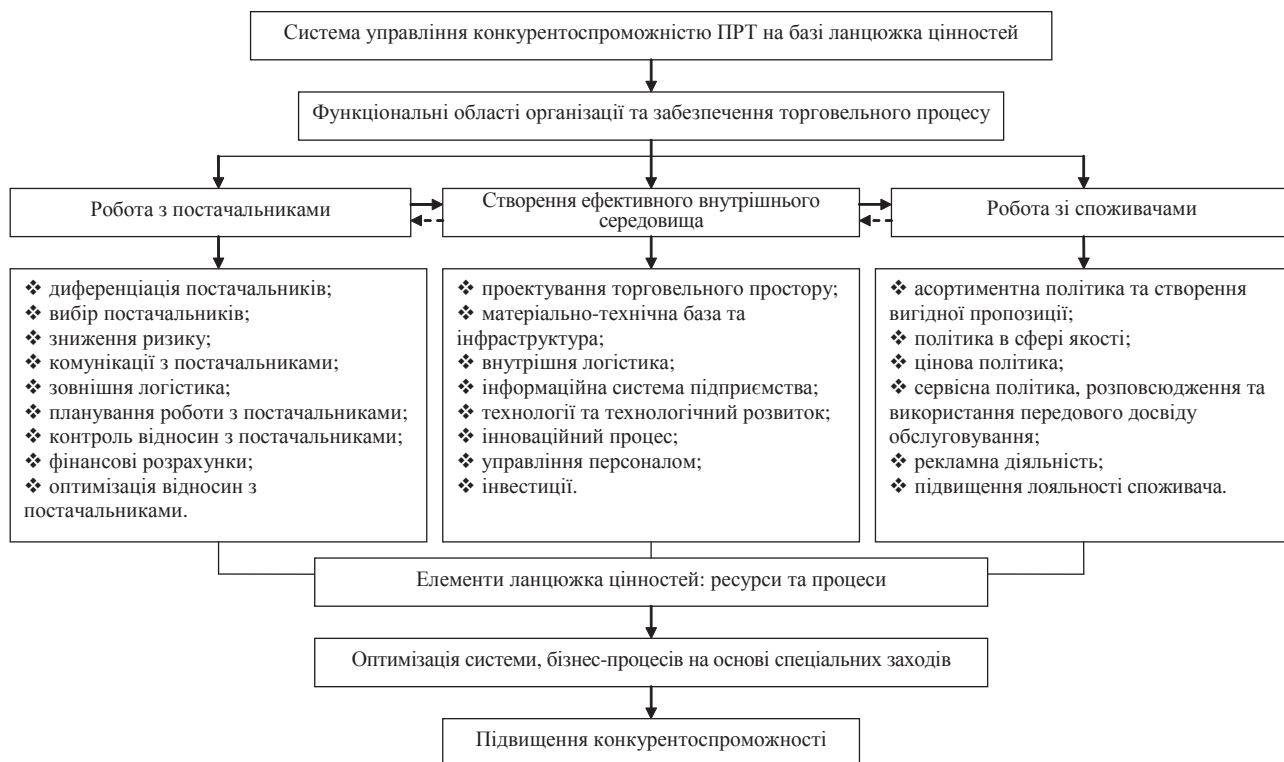 Система управління конкурентоспроможністю ПРТ на базі ланцюжка цінностей
Функціональні області організації та забезпечення торговельного процесу
Робота з постачальниками
Створення ефективного внутрішнього
середовища
Робота зі споживачами
❖ диференціація постачальників;
❖ вибір постачальників;
❖ зниження ризику;
❖ комунікації з постачальниками;
❖ зовнішня логістика;
❖ планування роботи з постачальниками;
❖ контроль відносин з постачальниками;
❖ фінансові розрахунки;
❖ оптимізація відносин з
постачальниками.
❖ проектування торговельного простору;
❖ матеріально-технічна база та
інфраструктура;
❖ внутрішня логістика;
❖ інформаційна система підприємства;
❖ технології та технологічний розвиток;
❖ інноваційний процес;
❖ управління персоналом;
❖ інвестиції.
❖ асортиментна політика та створення
вигідної пропозиції;
❖ політика в сфері якості;
❖ цінова політика;
❖ сервісна політика, розповсюдження та
використання передового досвіду
обслуговування;
❖ рекламна діяльність;
❖ підвищення лояльності споживача.
Елементи ланцюжка цінностей: ресурси та процеси
Оптимізація системи, бізнес-процесів на основі спеціальних заходів
Підвищення конкурентоспроможності